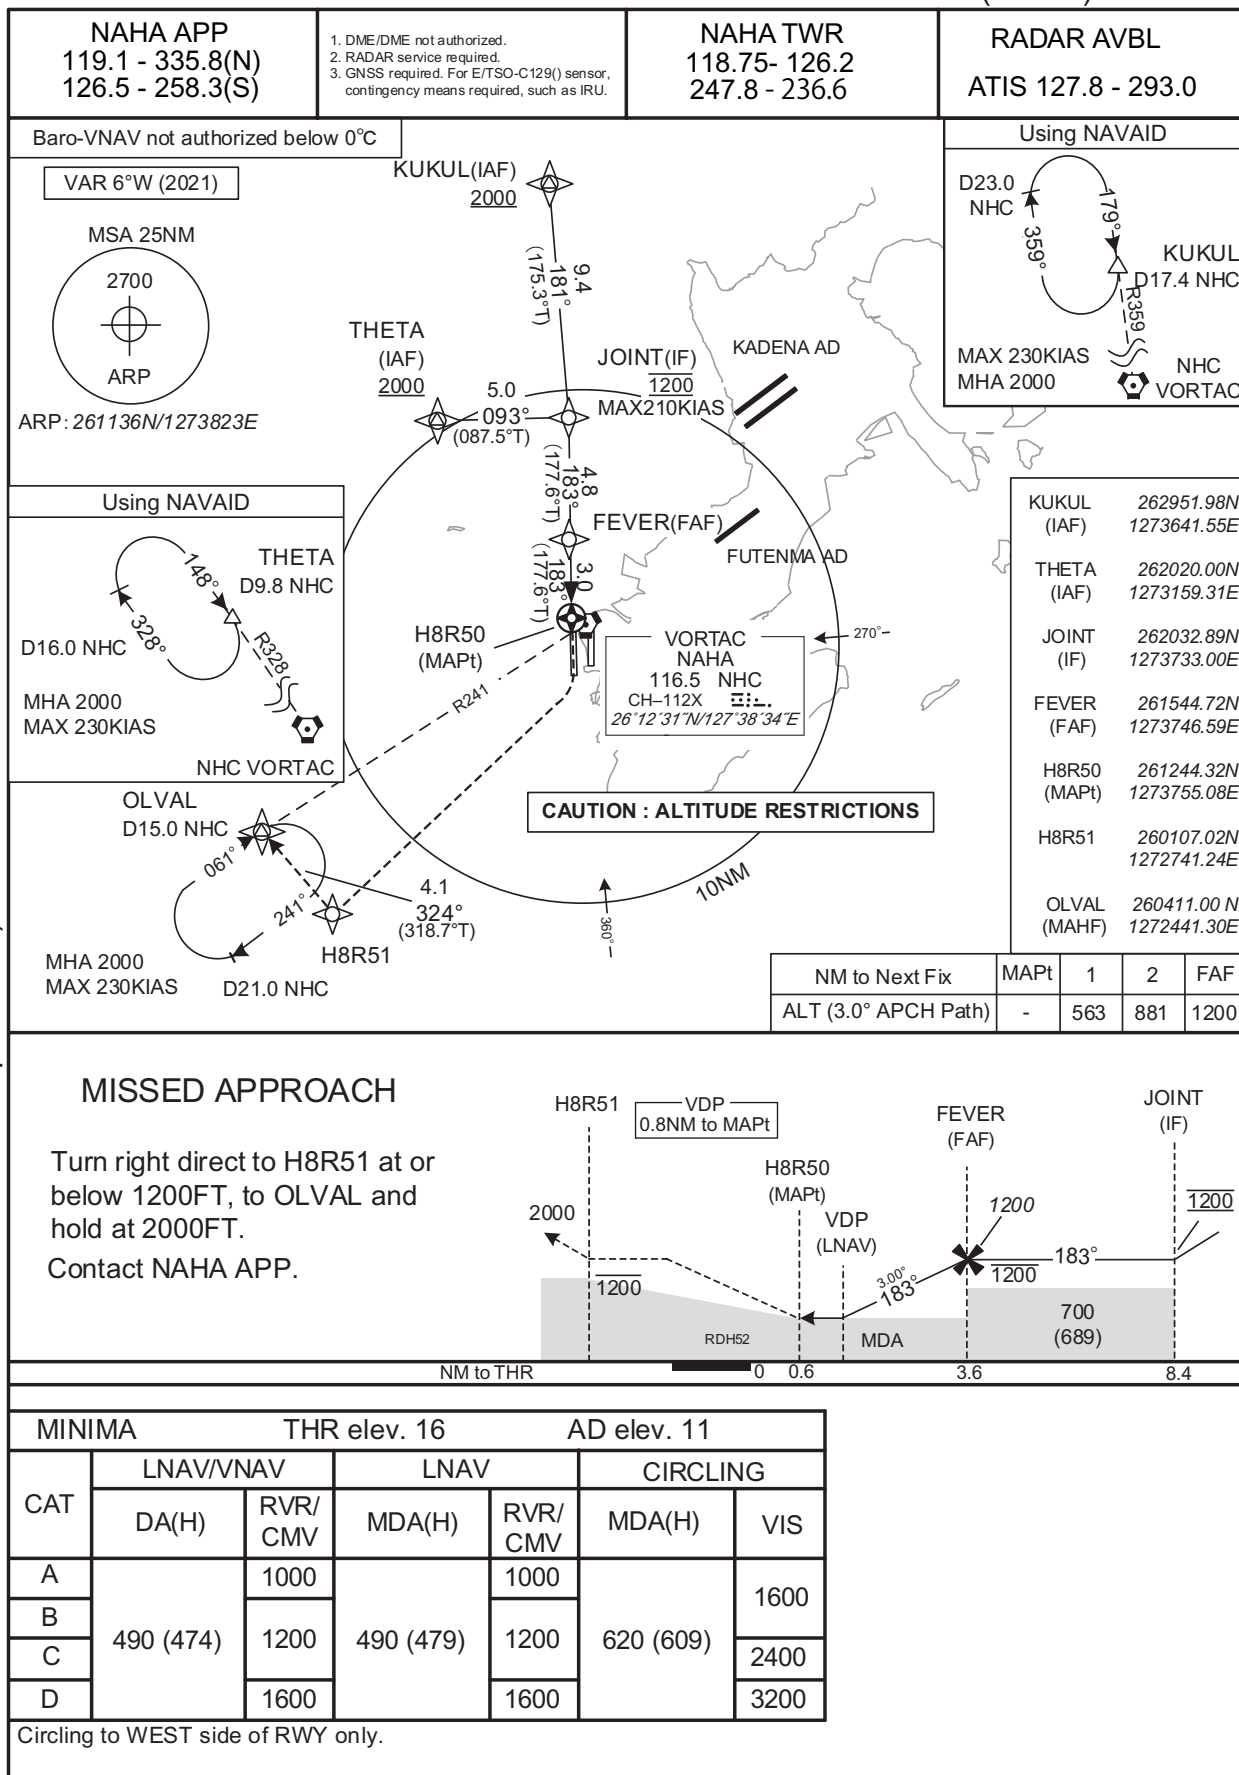 NAHA APP
119.1 - 335.8(N)
126.5 - 258.3(S)
1. DME/DME not authorized.
2. RADAR service required.
3. GNSS required. For E/TSO-C129() sensor,
contingency means required, such as IRU.
NAHA TWR
118.75- 126.2
247.8 - 236.6
RADAR AVBL
ATIS 127.8 - 293.0
Baro-VNAV not authorized below 0°C
VAR 6°W (2021)
MSA 25NM
2700
ARP
ARP: 261136N/1273823E
KUKUL(IAF)
2000
9.4
181°
(175.3°T)
THETA
(IAF)
2000
5.0
093°
(087.5°T)
JOINT(IF)
1200
MAX210KIAS
KADENA AD
4.8
183°
(177.6°T)
FEVER(FAF)
FUTENMA AD
3.0
183°
(177.6°T)
H8R50
(MAPt)
VORTAC
NAHA
116.5 NHC
CH–112X
26°12′31″N/127°38′34″E
270°
R241
Using NAVAID
D23.0
NHC
179°
359°
KUKUL
D17.4 NHC
R359
MAX 230KIAS
MHA 2000
NHC
VORTAC
Using NAVAID
THETA
D9.8 NHC
148°
328°
D16.0 NHC
R328
MHA 2000
MAX 230KIAS
NHC VORTAC
OLVAL
D15.0 NHC
061°
241°
4.1
324°
(318.7°T)
H8R51
MHA 2000
MAX 230KIAS
D21.0 NHC
CAUTION : ALTITUDE RESTRICTIONS
10NM
360°
KUKUL 262951.98N
(IAF) 1273641.55E
THETA 262020.00N
(IAF) 1273159.31E
JOINT 262032.89N
(IF) 1273733.00E
FEVER 261544.72N
(FAF) 1273746.59E
H8R50 261244.32N
(MAPt) 1273755.08E
H8R51 260107.02N
1272741.24E
OLVAL 260411.00 N
(MAHF) 1272441.30E
NM to Next Fix MAPt 1 2 FAF
ALT (3.0° APCH Path) - 563 881 1200
MISSED APPROACH
Turn right direct to H8R51 at or
below 1200FT, to OLVAL and
hold at 2000FT.
Contact NAHA APP.
H8R51
VDP
0.8NM to MAPt
H8R50
(MAPt)
VDP
(LNAV)
FEVER
(FAF)
JOINT
(IF)
2000
1200
1200
1200
1200
183°
3.00°
183°
700
(689)
RDH52
MDA
NM to THR 0 0.6 3.6 8.4
MINIMA THR elev. 16 AD elev. 11
CAT LNAV/VNAV LNAV CIRCLING
DA(H) RVR/CMV MDA(H) RVR/CMV MDA(H) VIS
A 490 (474) 1000 490 (479) 1000 620 (609) 1600
B 1200 1200
C 2400
D 1600 1600 3200
Circling to WEST side of RWY only.